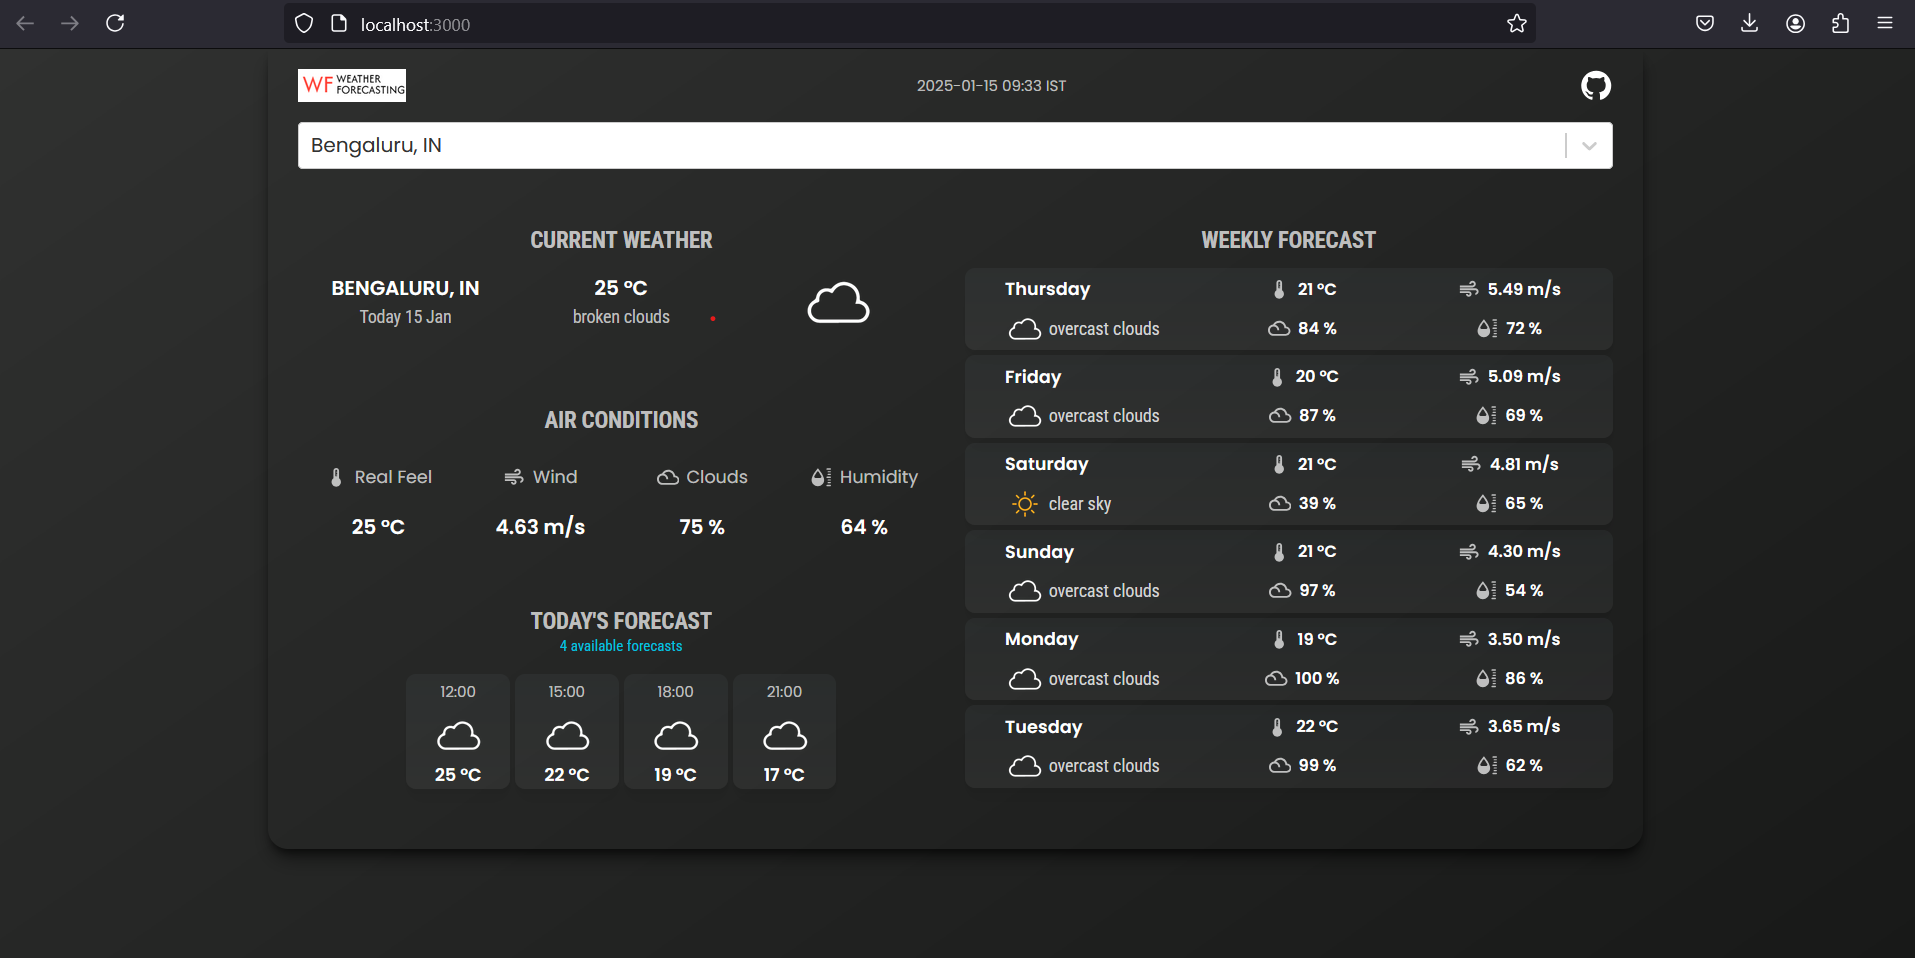 localhost:3000
WF WEATHER
FORECASTING
2025-01-15 09:33 IST
Bengaluru, IN
CURRENT WEATHER
BENGALURU, IN
Today 15 Jan
25 °C
broken clouds
AIR CONDITIONS
Real Feel
25 °C
Wind
4.63 m/s
Clouds
75 %
Humidity
64 %
TODAY'S FORECAST
4 available forecasts
12:00
25 °C
15:00
22 °C
18:00
19 °C
21:00
17 °C
WEEKLY FORECAST
Thursday 21 °C 5.49 m/s
overcast clouds 84 % 72 %
Friday 20 °C 5.09 m/s
overcast clouds 87 % 69 %
Saturday 21 °C 4.81 m/s
clear sky 39 % 65 %
Sunday 21 °C 4.30 m/s
overcast clouds 97 % 54 %
Monday 19 °C 3.50 m/s
overcast clouds 100 % 86 %
Tuesday 22 °C 3.65 m/s
overcast clouds 99 % 62 %